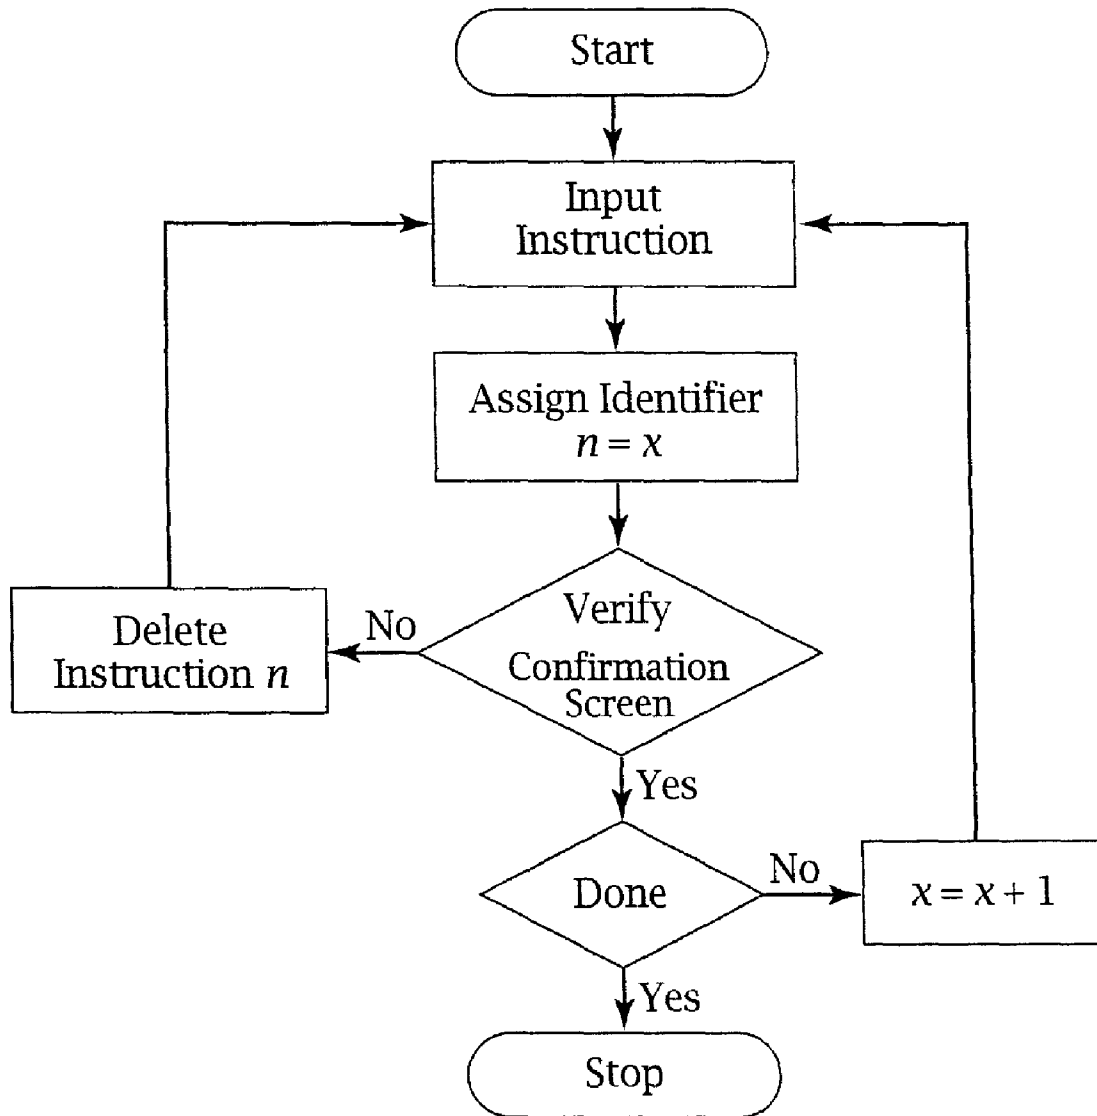 Start
Input
Instruction
Assign Identifier
n = x
Verify
Confirmation
Screen
No
Delete
Instruction n
Yes
Done
No
x = x + 1
Yes
Stop